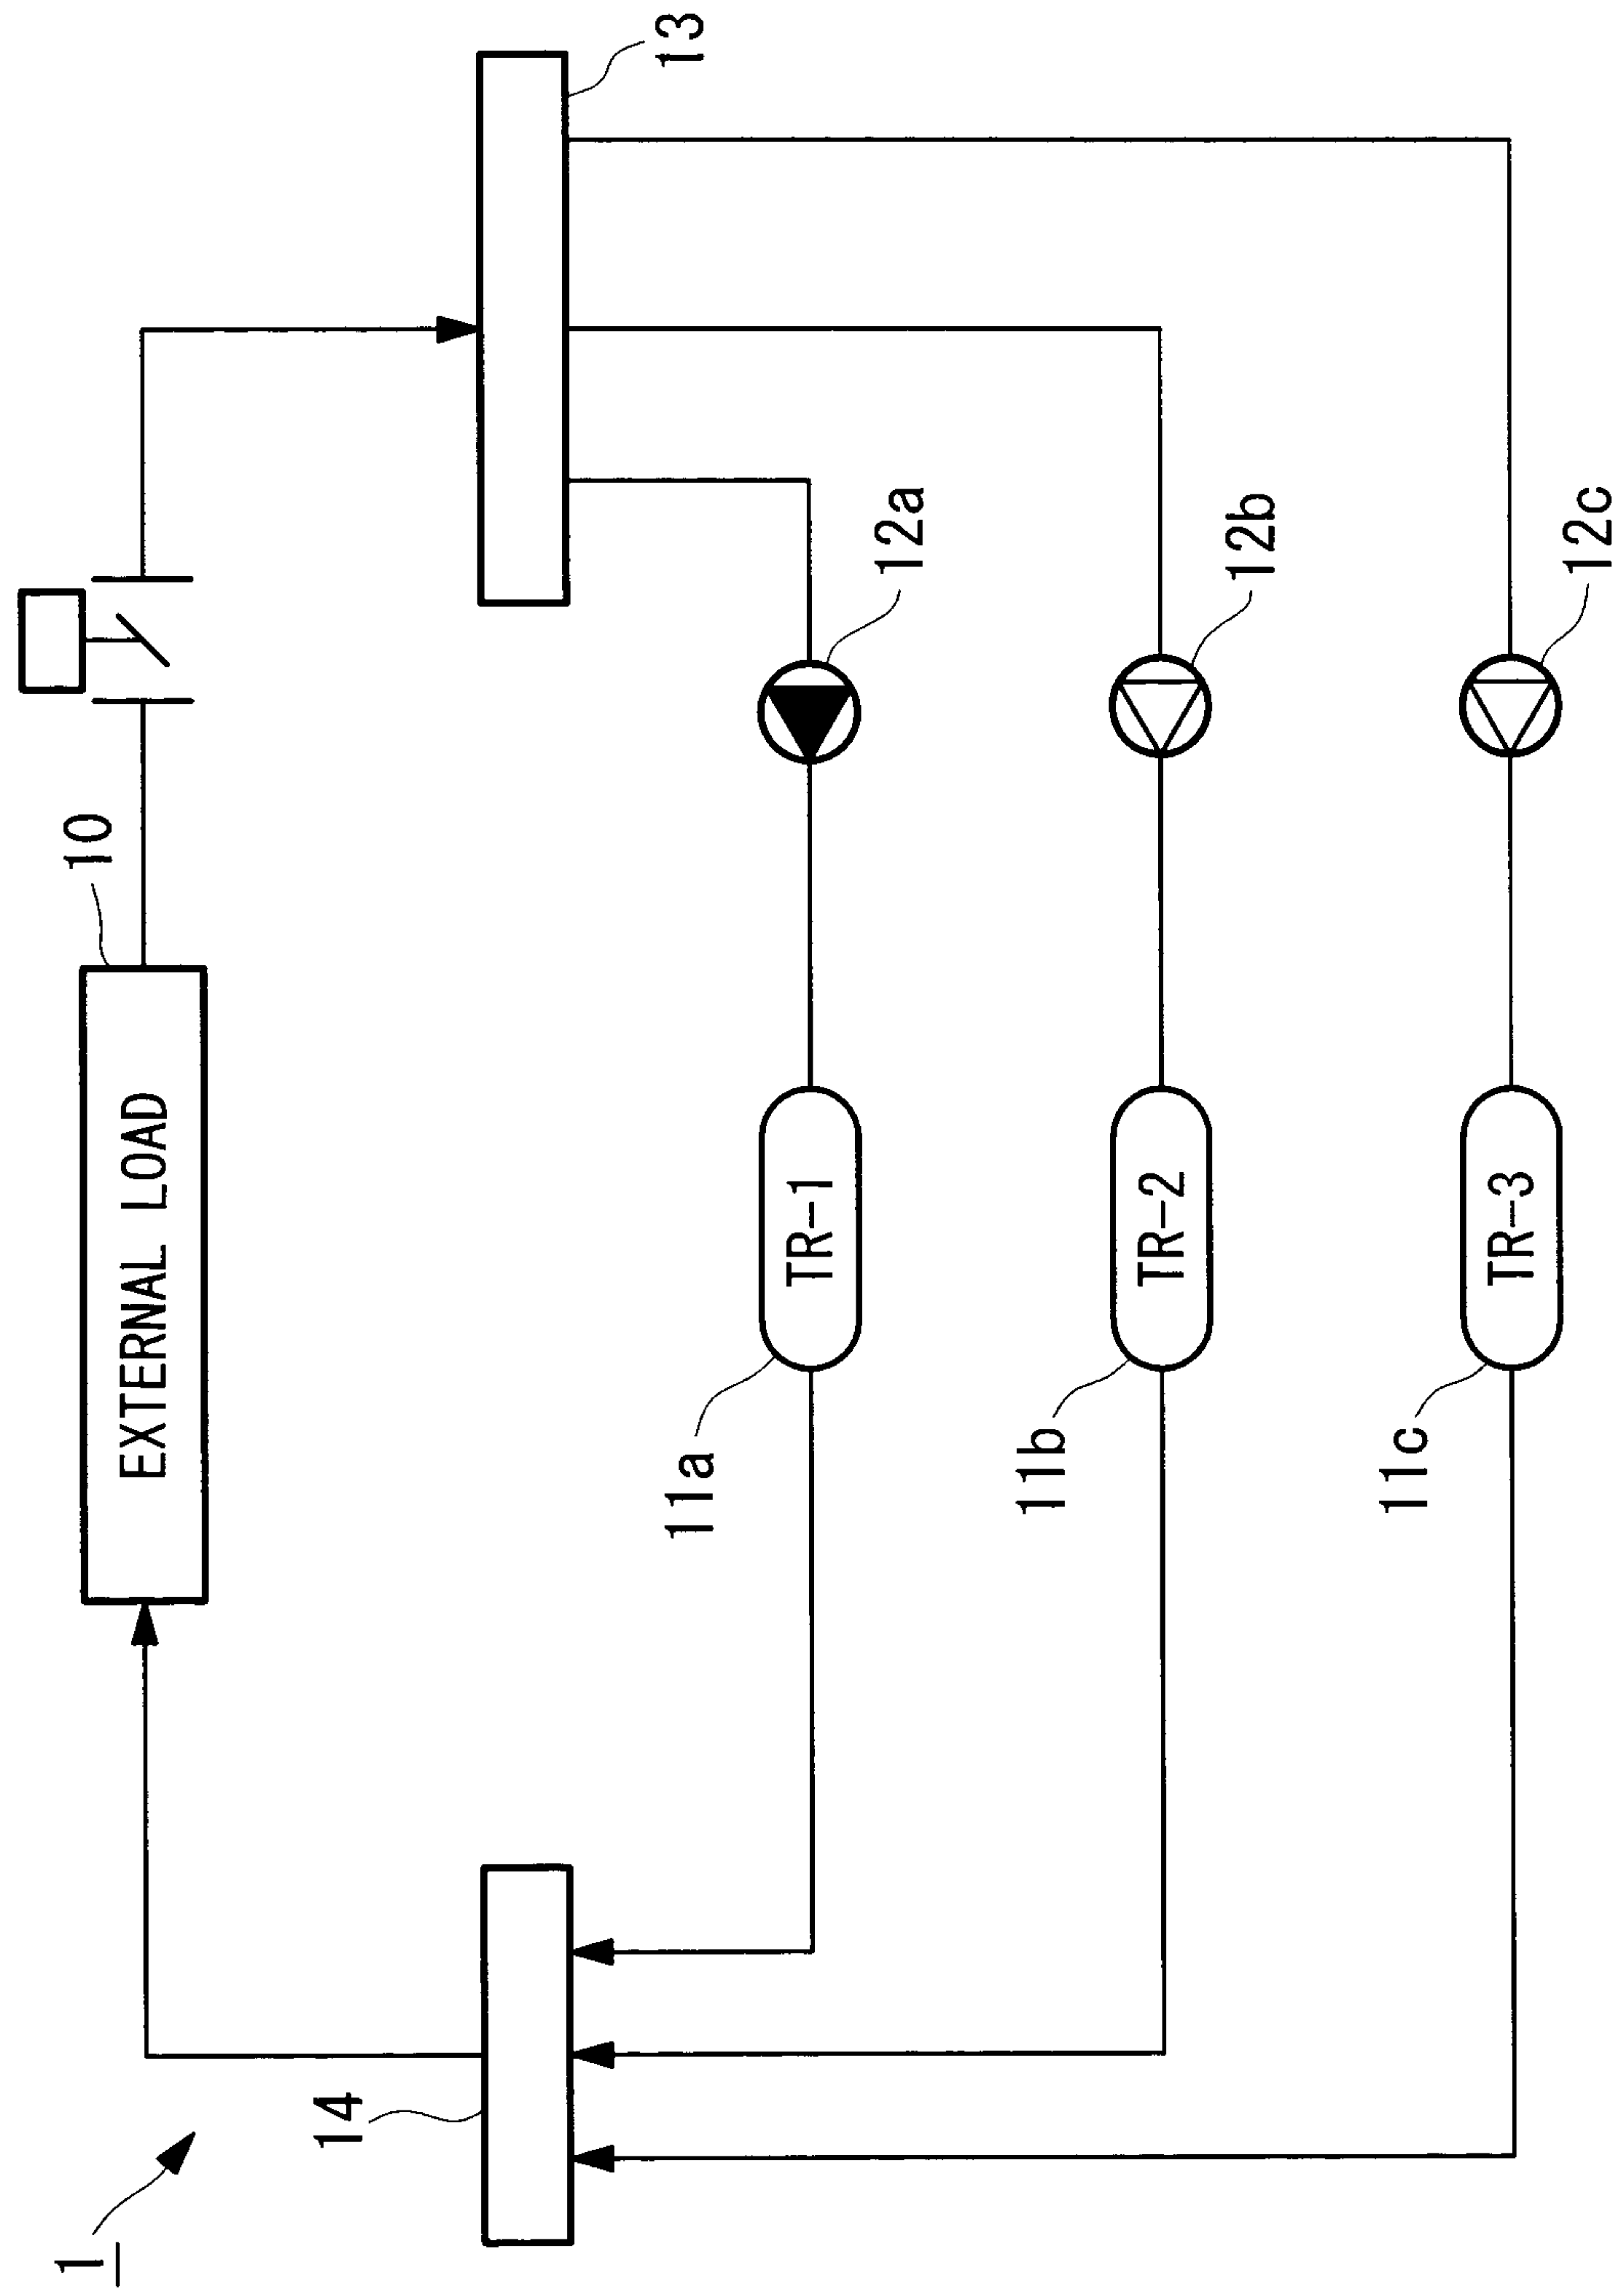 1
14
EXTERNAL LOAD
10
13
11a
TR-1
12a
11b
TR-2
12b
11c
TR-3
12c